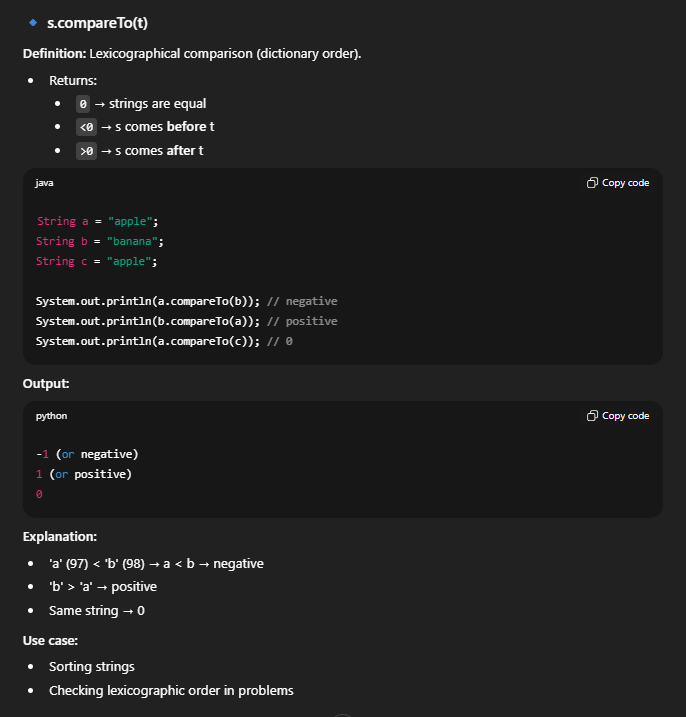 s.compareTo(t)
Definition: Lexicographical comparison (dictionary order).
Returns:
0 → strings are equal
<0 → s comes before t
>0 → s comes after t
java
Copy code
String a = "apple";
String b = "banana";
String c = "apple";
System.out.println(a.compareTo(b)); // negative
System.out.println(b.compareTo(a)); // positive
System.out.println(a.compareTo(c)); // 0
Output:
python
Copy code
-1 (or negative)
1 (or positive)
0
Explanation:
'a' (97) < 'b' (98) → a < b → negative
'b' > 'a' → positive
Same string → 0
Use case:
Sorting strings
Checking lexicographic order in problems